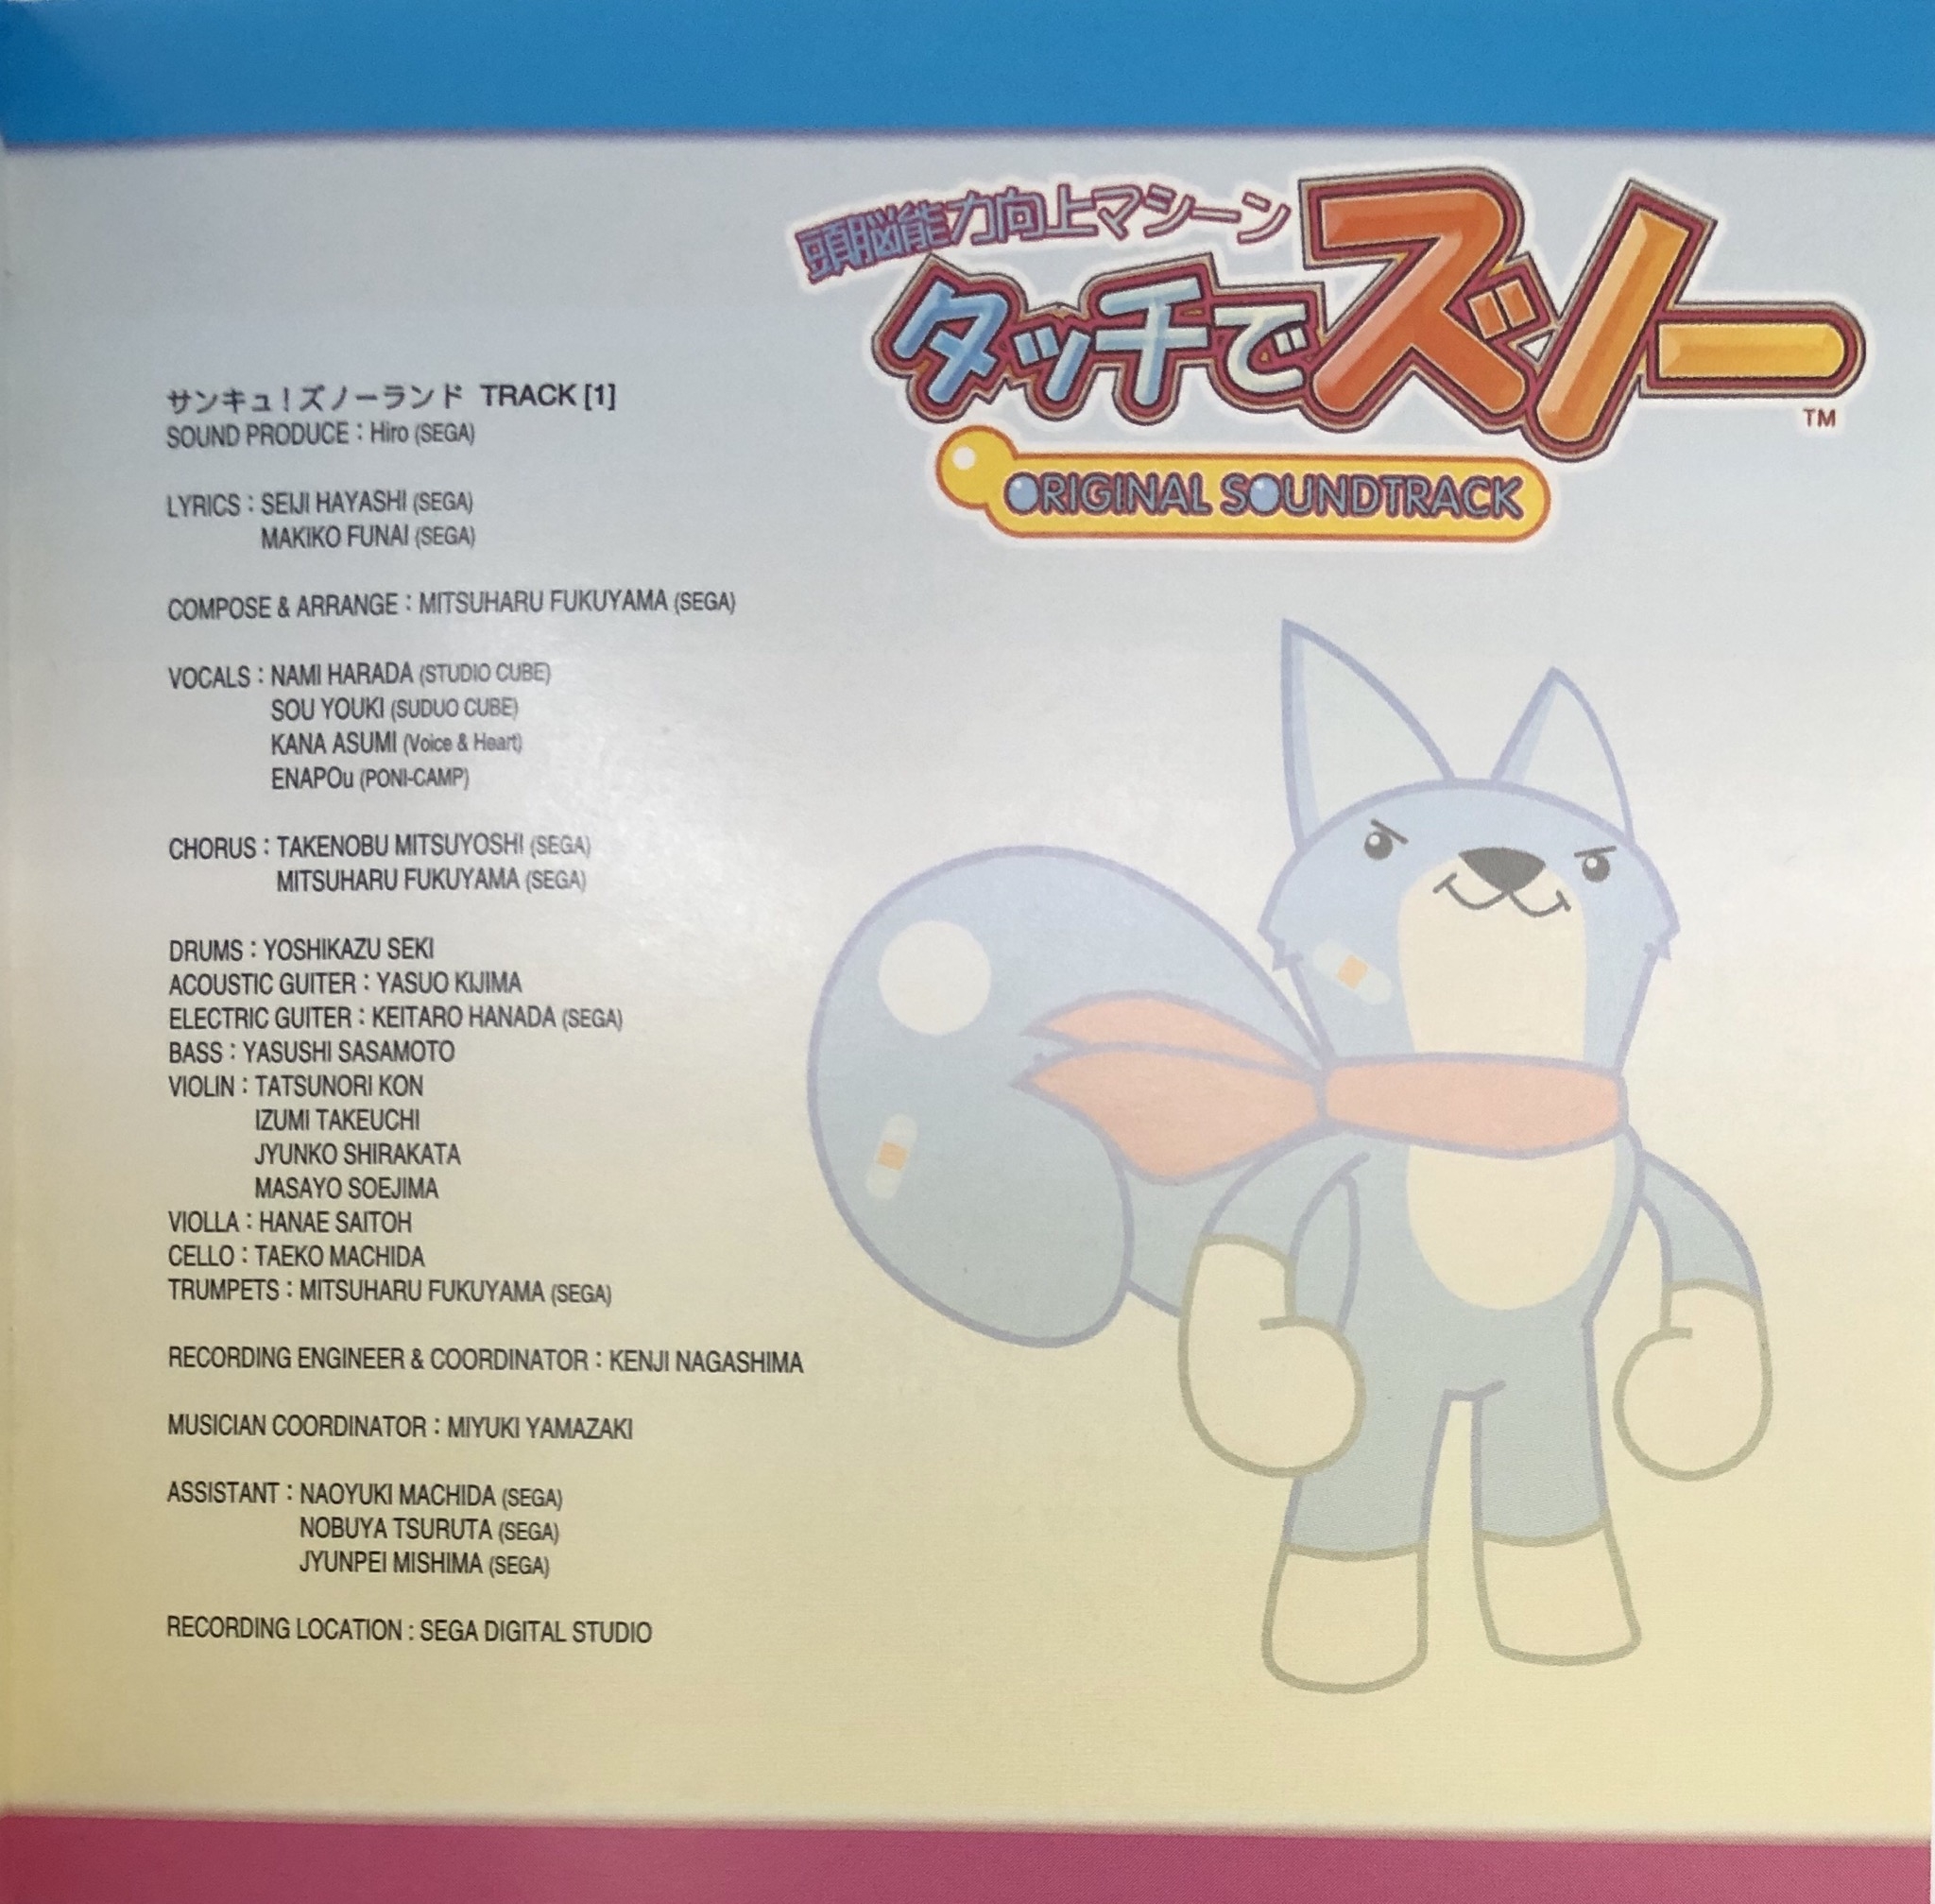 頭脳能力向上マシーン
タッチでズノー
TM
ORIGINAL SOUNDTRACK
サンキュ！ズノーランド TRACK [1]
SOUND PRODUCE : Hiro (SEGA)
LYRICS : SEIJI HAYASHI (SEGA)
MAKIKO FUNAI (SEGA)
COMPOSE & ARRANGE : MITSUHARU FUKUYAMA (SEGA)
VOCALS : NAMI HARADA (STUDIO CUBE)
SOU YOUKI (SUDUO CUBE)
KANA ASUMI (Voice & Heart)
ENAPOu (PONI-CAMP)
CHORUS : TAKENOBU MITSUYOSHI (SEGA)
MITSUHARU FUKUYAMA (SEGA)
DRUMS : YOSHIKAZU SEKI
ACOUSTIC GUITER : YASUO KIJIMA
ELECTRIC GUITER : KEITARO HANADA (SEGA)
BASS : YASUSHI SASAMOTO
VIOLIN : TATSUNORI KON
IZUMI TAKEUCHI
JYUNKO SHIRAKATA
MASAYO SOEJIMA
VIOLLA : HANAE SAITOH
CELLO : TAEKO MACHIDA
TRUMPETS : MITSUHARU FUKUYAMA (SEGA)
RECORDING ENGINEER & COORDINATOR : KENJI NAGASHIMA
MUSICIAN COORDINATOR : MIYUKI YAMAZAKI
ASSISTANT : NAOYUKI MACHIDA (SEGA)
NOBUYA TSURUTA (SEGA)
JYUNPEI MISHIMA (SEGA)
RECORDING LOCATION : SEGA DIGITAL STUDIO